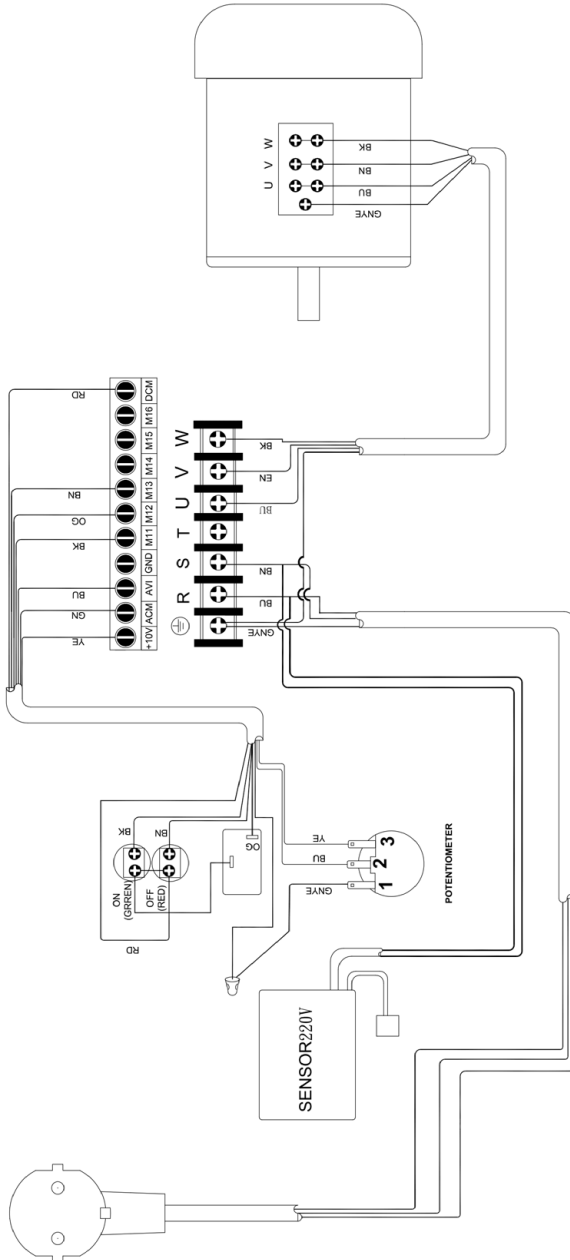 U V W
GNYE
BU
BN
BK
RD
BN
OG
BK
BU
GN
YE
+10V ACM AVI GND M11 M12 M13 M14 M15 M16 DCM
R S T U V W
GNYE
BU
BN
BU
EN
BK
ON
(GRREN)
OFF
(RED)
BK
BN
RD
OG
GNYE
BU
YE
1 2 3
POTENTIOMETER
SENSOR220V